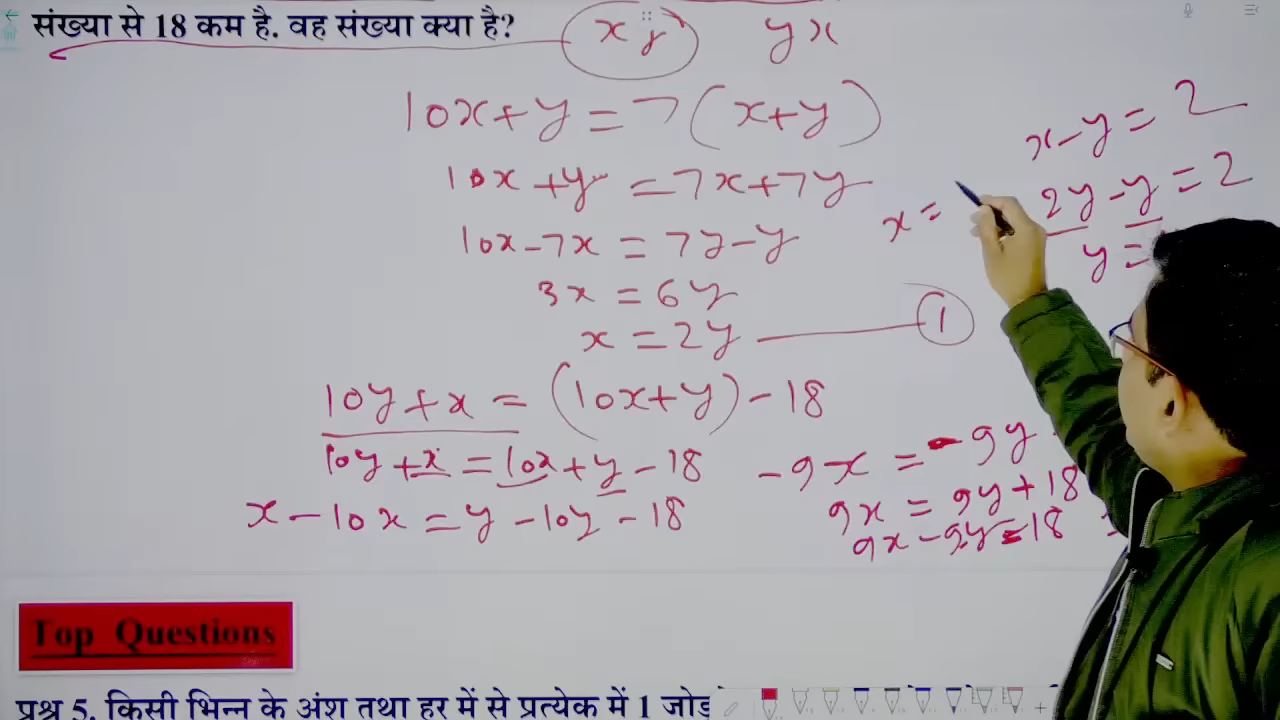 संख्या से 18 कम है. वह संख्या क्या है?
xy yx
10x+y=7(x+y)
10x+y=7x+7y
10x-7x=7y-y
3x=6y
x=2y 1
10y+x=(10x+y)-18
10y+x=10x+y-18
x-10x=y-10y-18
x-y=2
2y-y=2
y=
x=
-9x=-9y
9x=9y+18
9x-9y=18
Top Questions
प्रश्न 5. किसी भिन्न के अंश तथा हर में से प्रत्येक में 1 जोड़